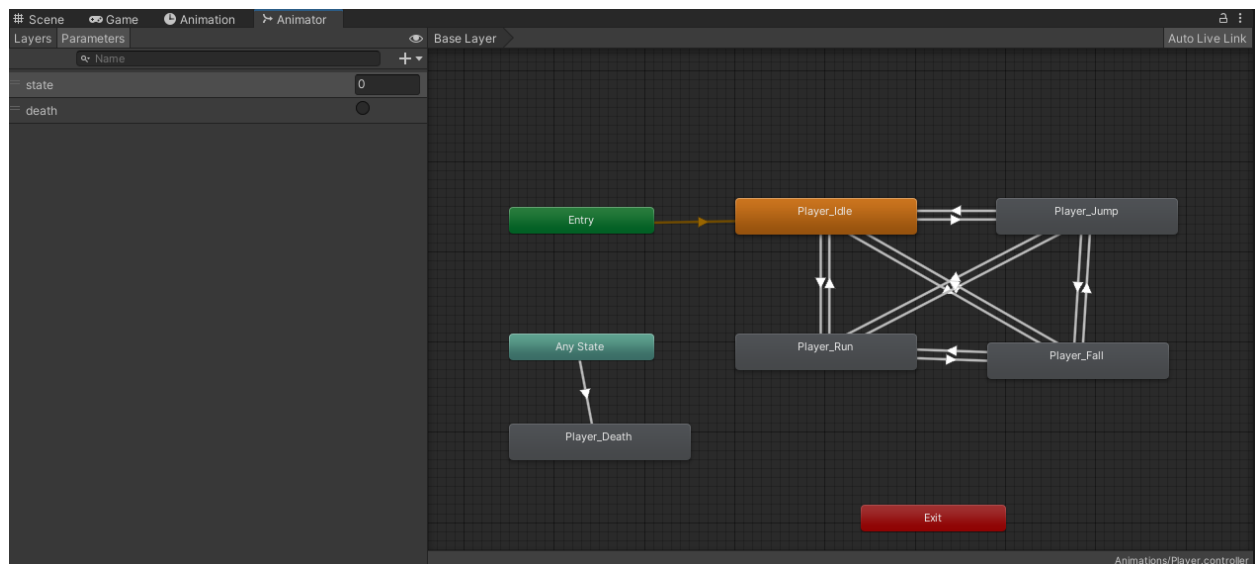 # Scene Game Animation Animator
Layers Parameters Base Layer Auto Live Link
Name
state 0
death
Player_Idle Player_Jump
Entry
Any State Player_Run Player_Fall
Player_Death
Exit
Animations/Player.controller